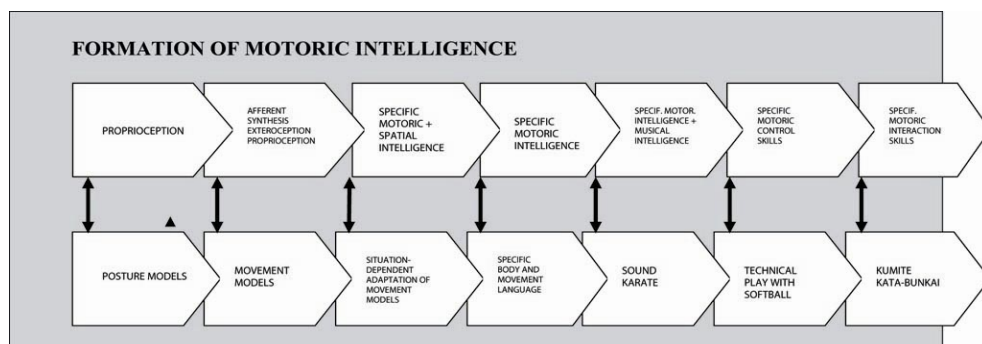 FORMATION OF MOTORIC INTELLIGENCE
PROPRIOCEPTION
AFFERENT
SYNTHESIS
EXTEROCEPTION
PROPRIOCEPTION
SPECIFIC
MOTORIC +
SPATIAL
INTELLIGENCE
SPECIFIC
MOTORIC
INTELLIGENCE
SPECIF. MOTOR.
INTELLIGENCE +
MUSICAL
INTELLIGENCE
SPECIFIC
MOTORIC
CONTROL
SKILLS
SPECIF.
MOTORIC
INTERACTION
SKILLS
POSTURE MODELS
MOVEMENT
MODELS
SITUATION-
DEPENDENT
ADAPTATION OF
MOVEMENT
MODELS
SPECIFIC
BODY AND
MOVEMENT
LANGUAGE
SOUND
KARATE
TECHNICAL
PLAY WITH
SOFTBALL
KUMITE
KATA-BUNKAI